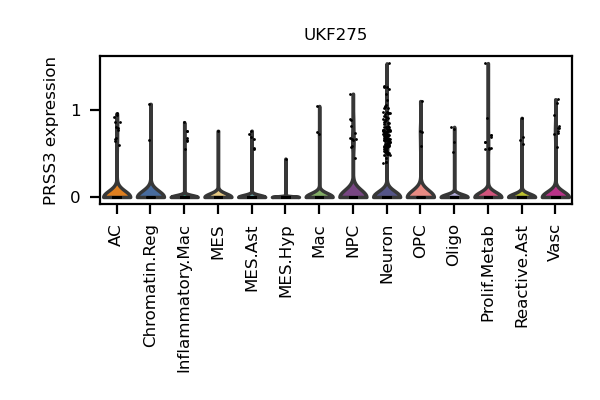 UKF275
PRSS3 expression
1
0
AC
Chromatin.Reg
Inflammatory.Mac
MES
MES.Ast
MES.Hyp
Mac
NPC
Neuron
OPC
Oligo
Prolif.Metab
Reactive.Ast
Vasc